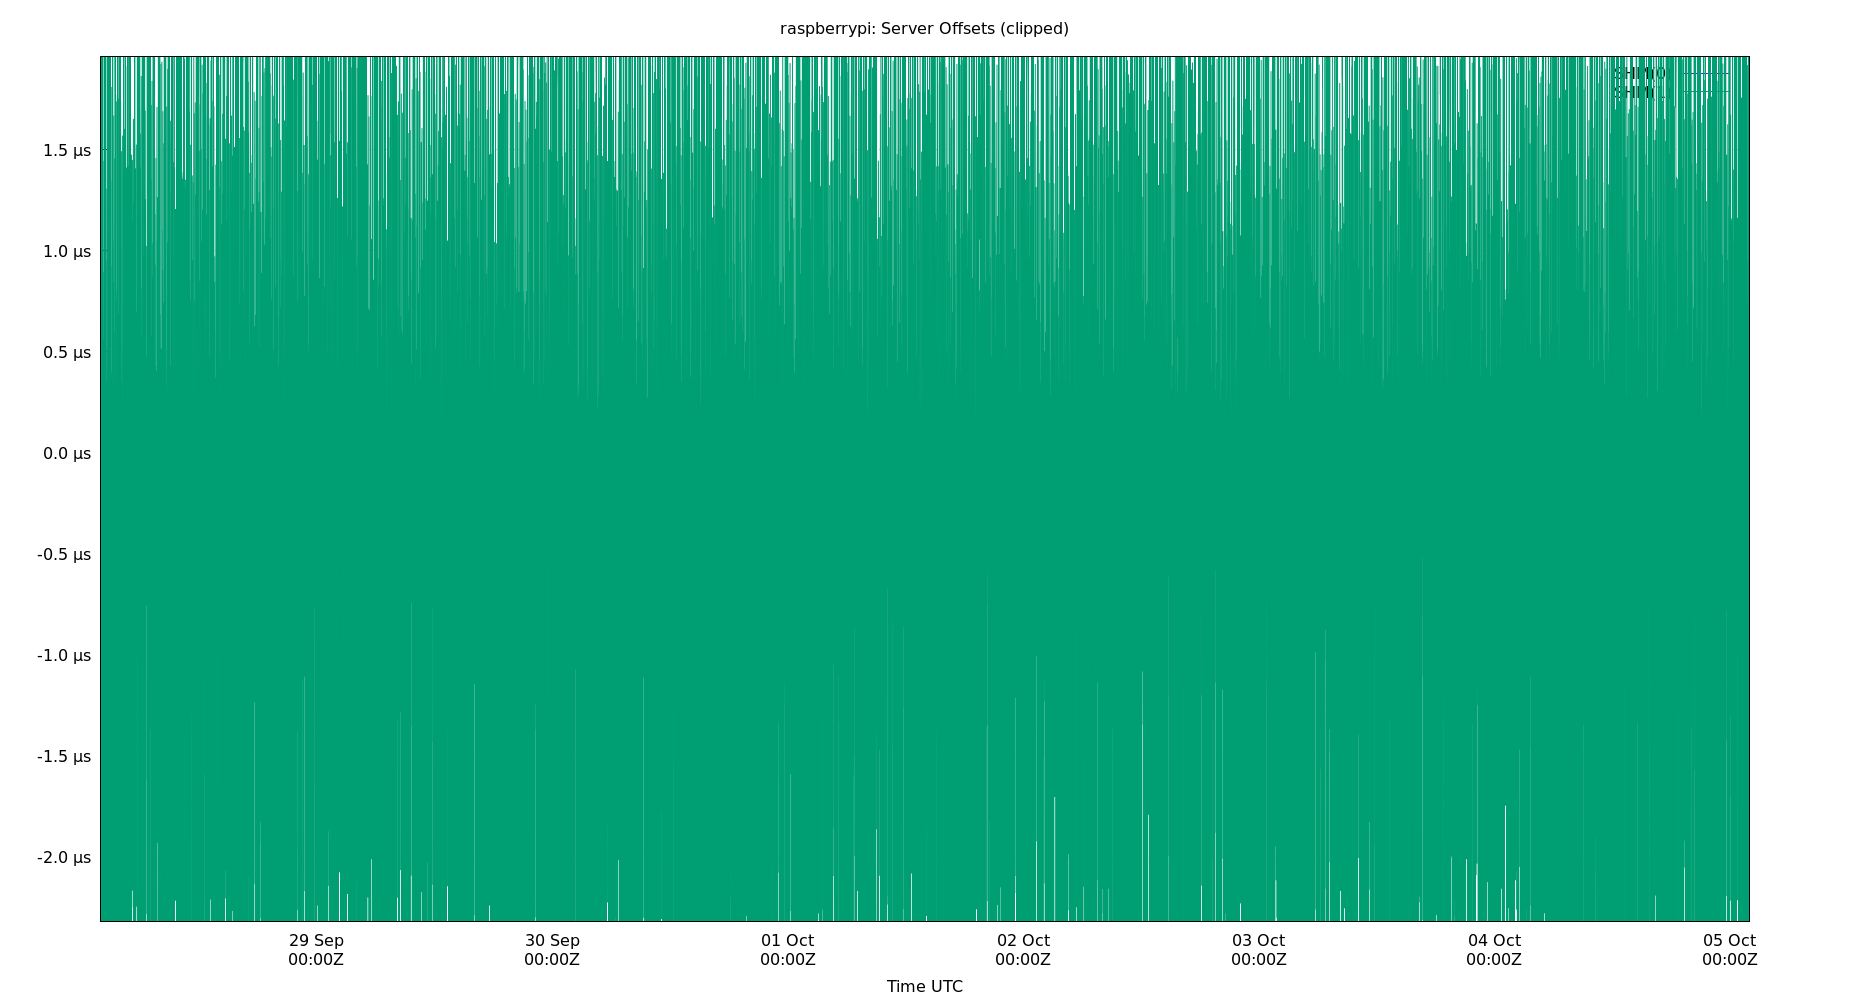 raspberrypi: Server Offsets (clipped)
1.5 µs
1.0 µs
0.5 µs
0.0 µs
-0.5 µs
-1.0 µs
-1.5 µs
-2.0 µs
29 Sep
00:00Z
30 Sep
00:00Z
01 Oct
00:00Z
02 Oct
00:00Z
03 Oct
00:00Z
04 Oct
00:00Z
05 Oct
00:00Z
Time UTC